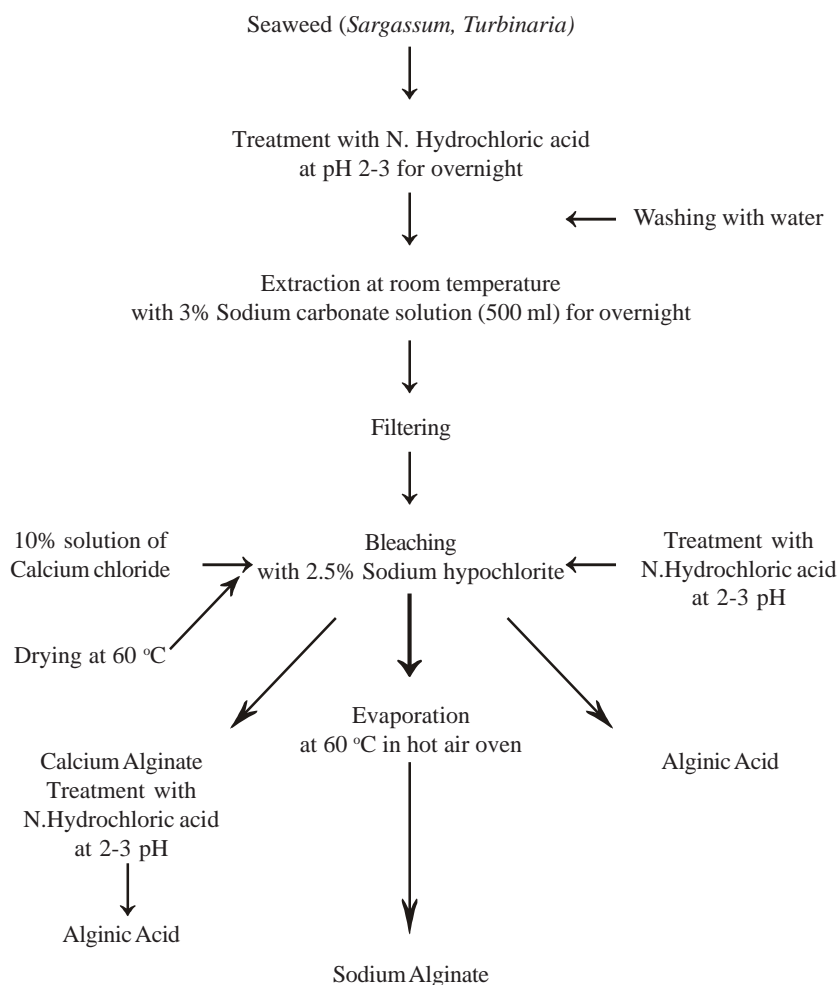 Seaweed (Sargassum, Turbinaria)
Treatment with N. Hydrochloric acid
at pH 2-3 for overnight
Washing with water
Extraction at room temperature
with 3% Sodium carbonate solution (500 ml) for overnight
Filtering
10% solution of
Calcium chloride
Bleaching
with 2.5% Sodium hypochlorite
Treatment with
N.Hydrochloric acid
at 2-3 pH
Drying at 60 °C
Evaporation
at 60 °C in hot air oven
Calcium Alginate
Treatment with
N.Hydrochloric acid
at 2-3 pH
Alginic Acid
Alginic Acid
Sodium Alginate